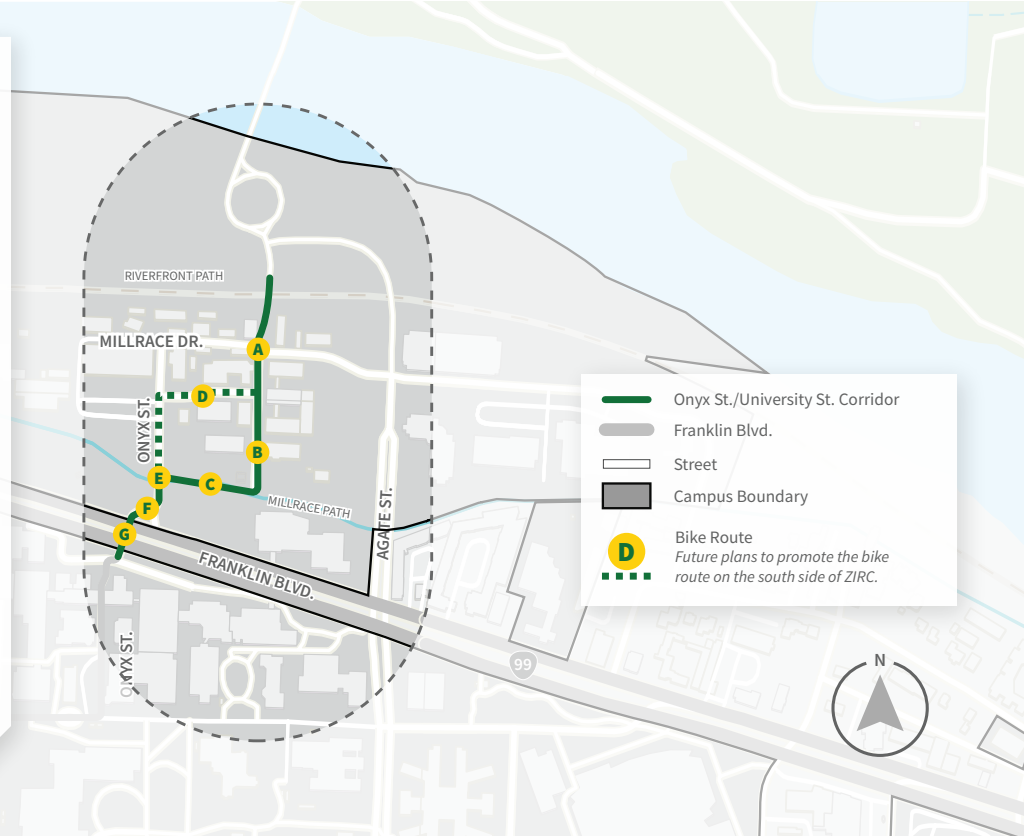 RIVERFRONT PATH
MILLRACE DR.
A
D
ONYX ST.
B
E
C
F
MILLRACE PATH
G
AGATE ST.
FRANKLIN BLVD.
ONYX ST.
99
Onyx St./University St. Corridor
Franklin Blvd.
Street
Campus Boundary
D
Bike Route
Future plans to promote the bike
route on the south side of ZIRC.
N